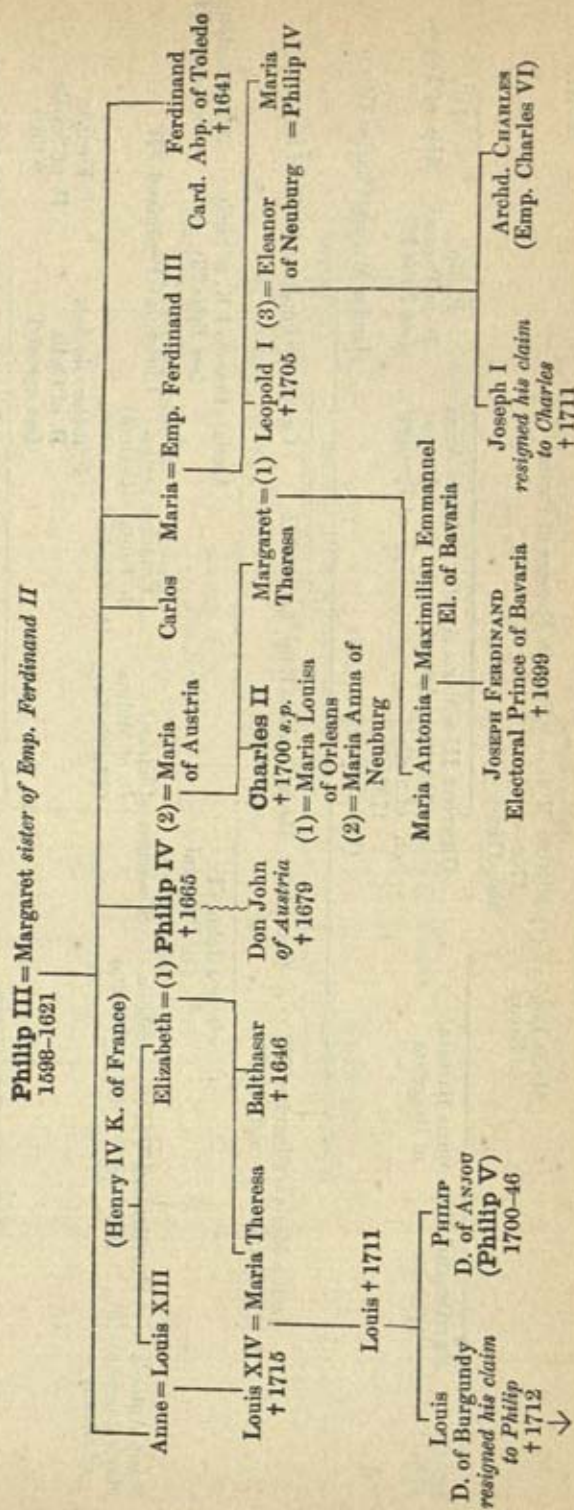 Philip III = Margaret sister of Emp. Ferdinand II
1598–1621
(Henry IV K. of France)
Anne = Louis XIII
Elizabeth = (1) Philip IV (2) = Maria
† 1665
of Austria
Carlos
Maria = Emp. Ferdinand III
Ferdinand
Card. Abp. of Toledo
† 1641
Louis XIV = Maria Theresa
† 1715
Balthasar
† 1646
Don John
of Austria
† 1679
Charles II
† 1700 s.p.
(1) = Maria Louisa
of Orleans
(2) = Maria Anna of
Neuburg
Margaret = (1) Leopold I (3) = Eleanor
Theresa
† 1705
of Neuburg
Maria
= Philip IV
Louis † 1711
Maria Antonia = Maximilian Emmanuel
El. of Bavaria
Louis
D. of Burgundy
resigned his claim
to Philip
† 1712
PHILIP
D. of ANJOU
(Philip V)
1700–46
JOSEPH FERDINAND
Electoral Prince of Bavaria
† 1699
Joseph I
resigned his claim
to Charles
† 1711
Archd. CHARLES
(Emp. Charles VI)